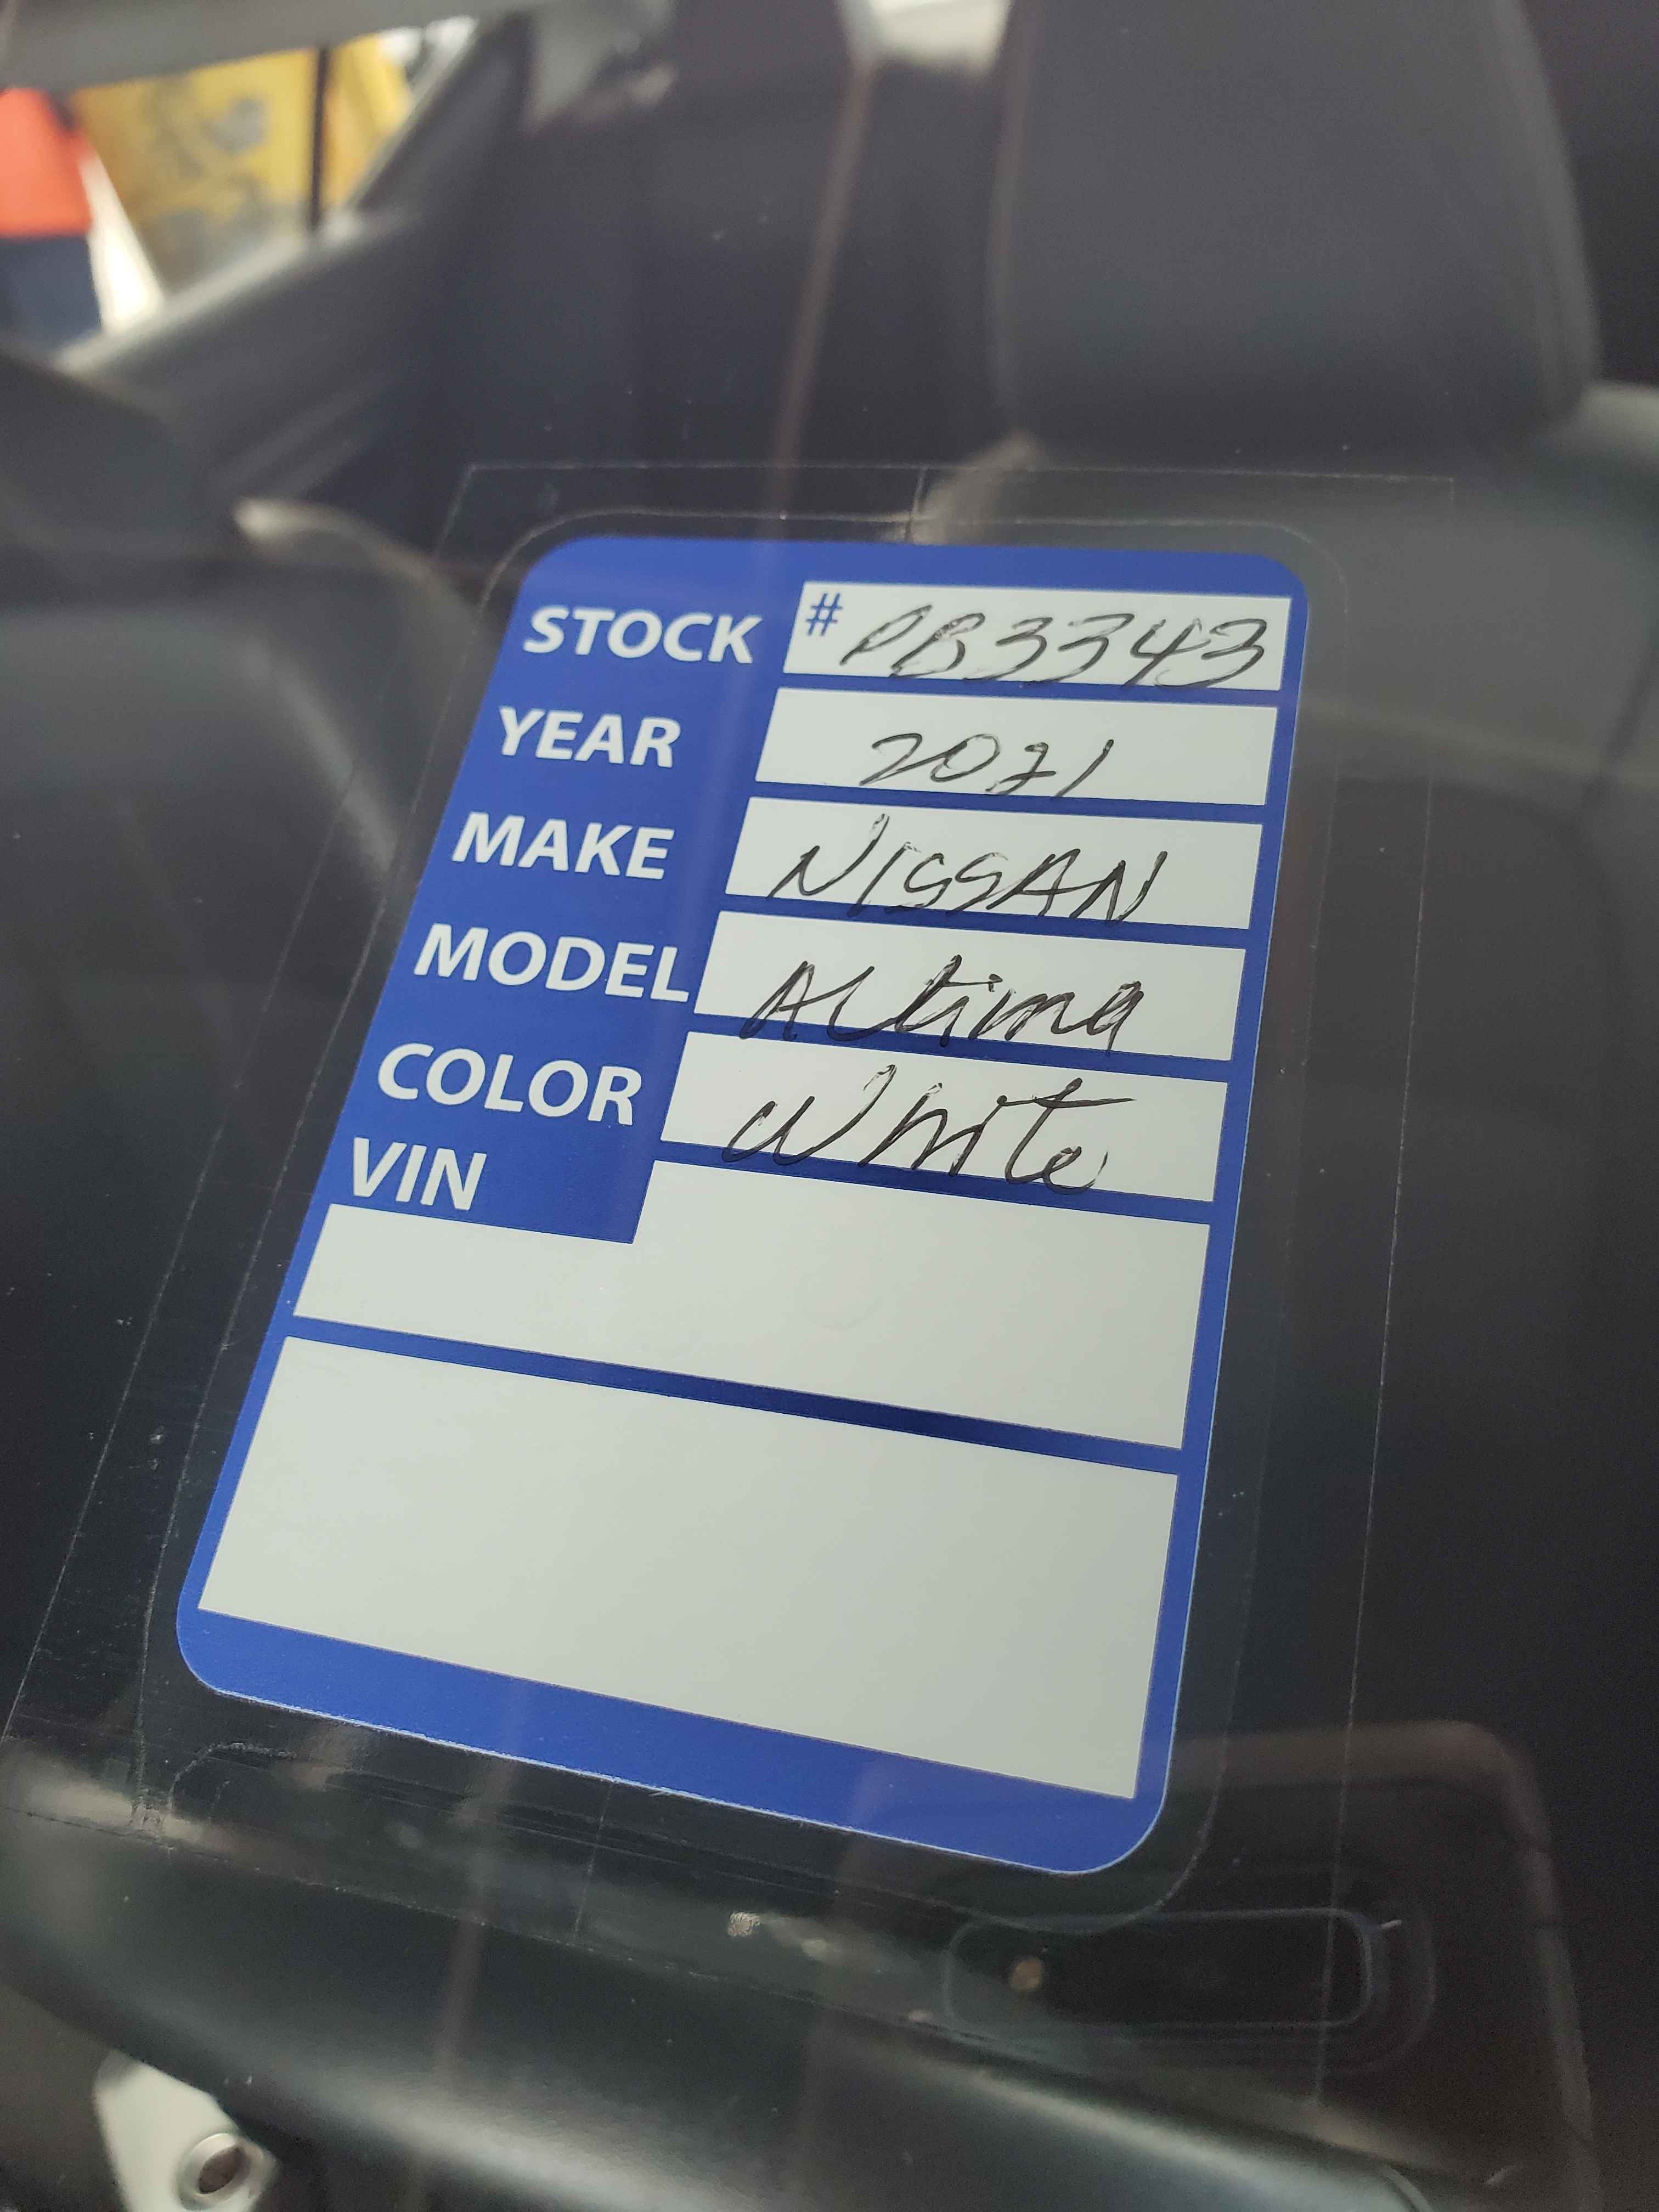 STOCK # PB3343
YEAR 2021
MAKE NISSAN
MODEL Altima
COLOR White
VIN